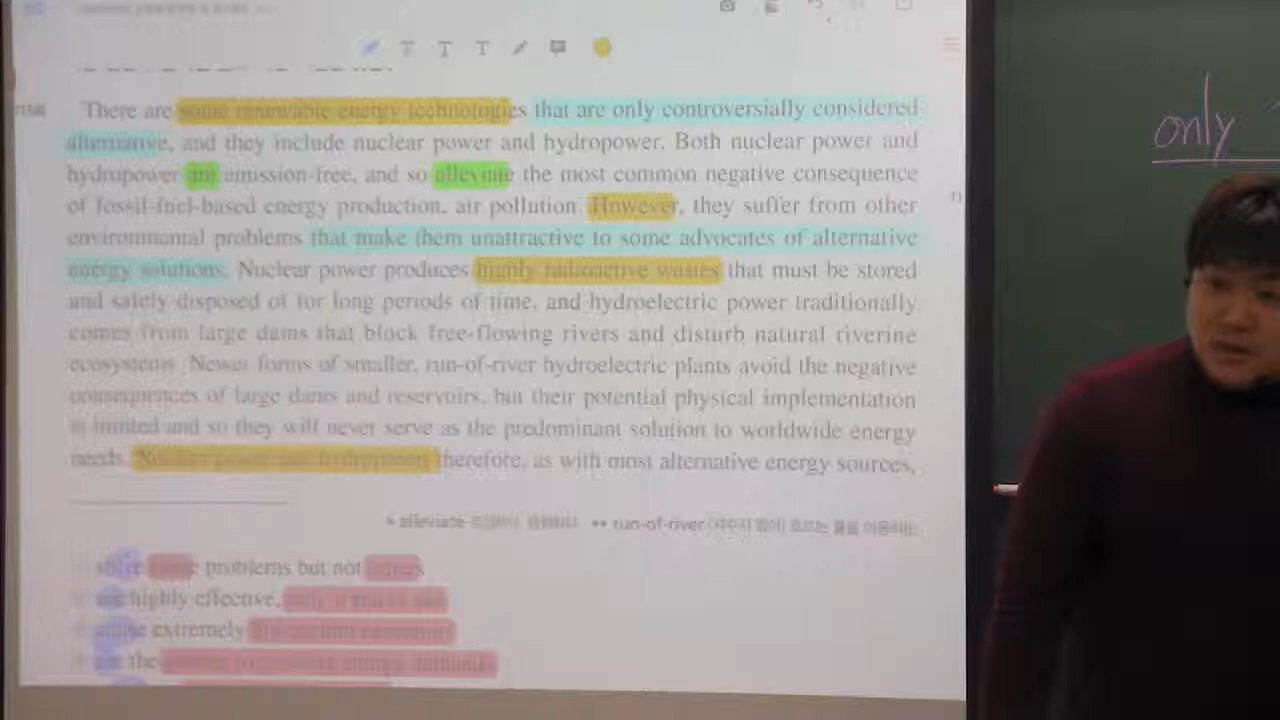 only
There are some renewable energy technologies that are only controversially considered
alternative, and they include nuclear power and hydropower. Both nuclear power and
hydropower are emission-free, and so alleviate the most common negative consequence
of fossil-fuel-based energy production, air pollution. However, they suffer from other
environmental problems that make them unattractive to some advocates of alternative
energy solutions. Nuclear power produces highly radioactive wastes that must be stored
and safely disposed of for long periods of time, and hydroelectric power traditionally
comes from large dams that block free-flowing rivers and disturb natural riverine
ecosystems. Newer forms of smaller, run-of-river hydroelectric plants avoid the negative
consequences of large dams and reservoirs, but their potential physical implementation
is limited and so they will never serve as the predominant solution to worldwide energy
needs. Nuclear power and hydropower therefore, as with most alternative energy sources,
* alleviate ** run-of-river
solve some problems but not others
are highly effective,
extremely
are the